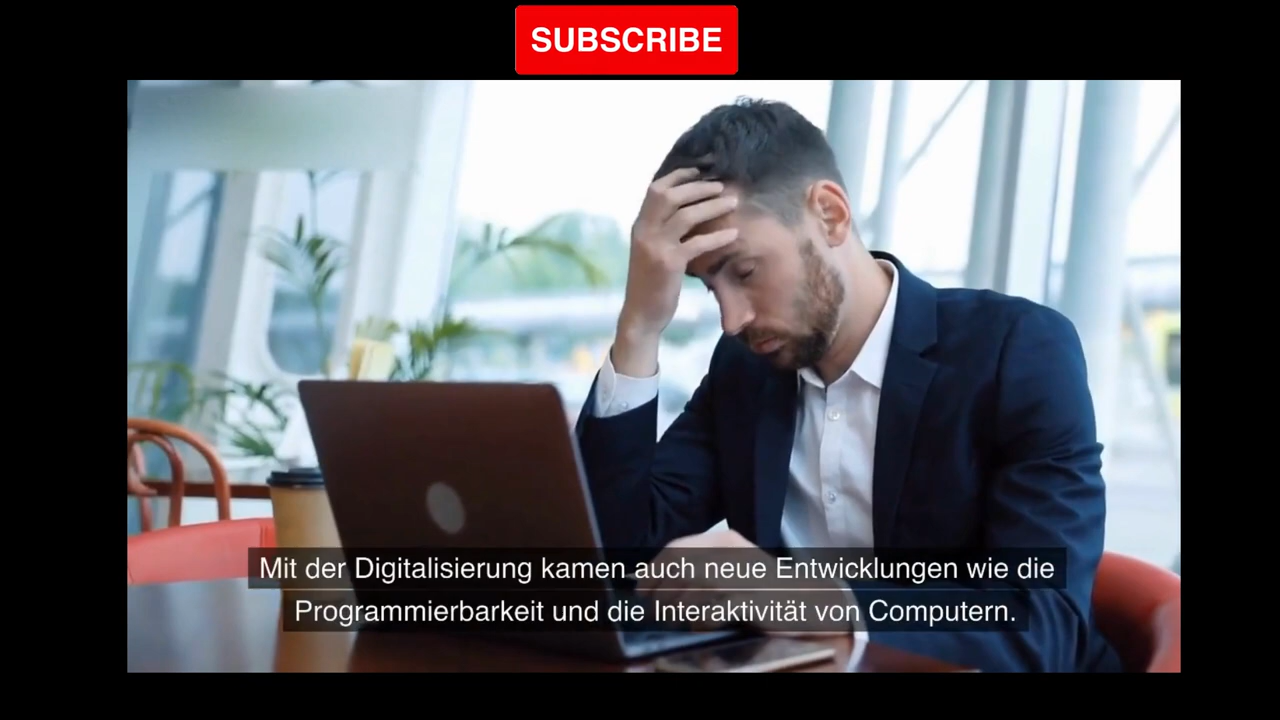 SUBSCRIBE
Mit der Digitalisierung kamen auch neue Entwicklungen wie die
Programmierbarkeit und die Interaktivität von Computern.